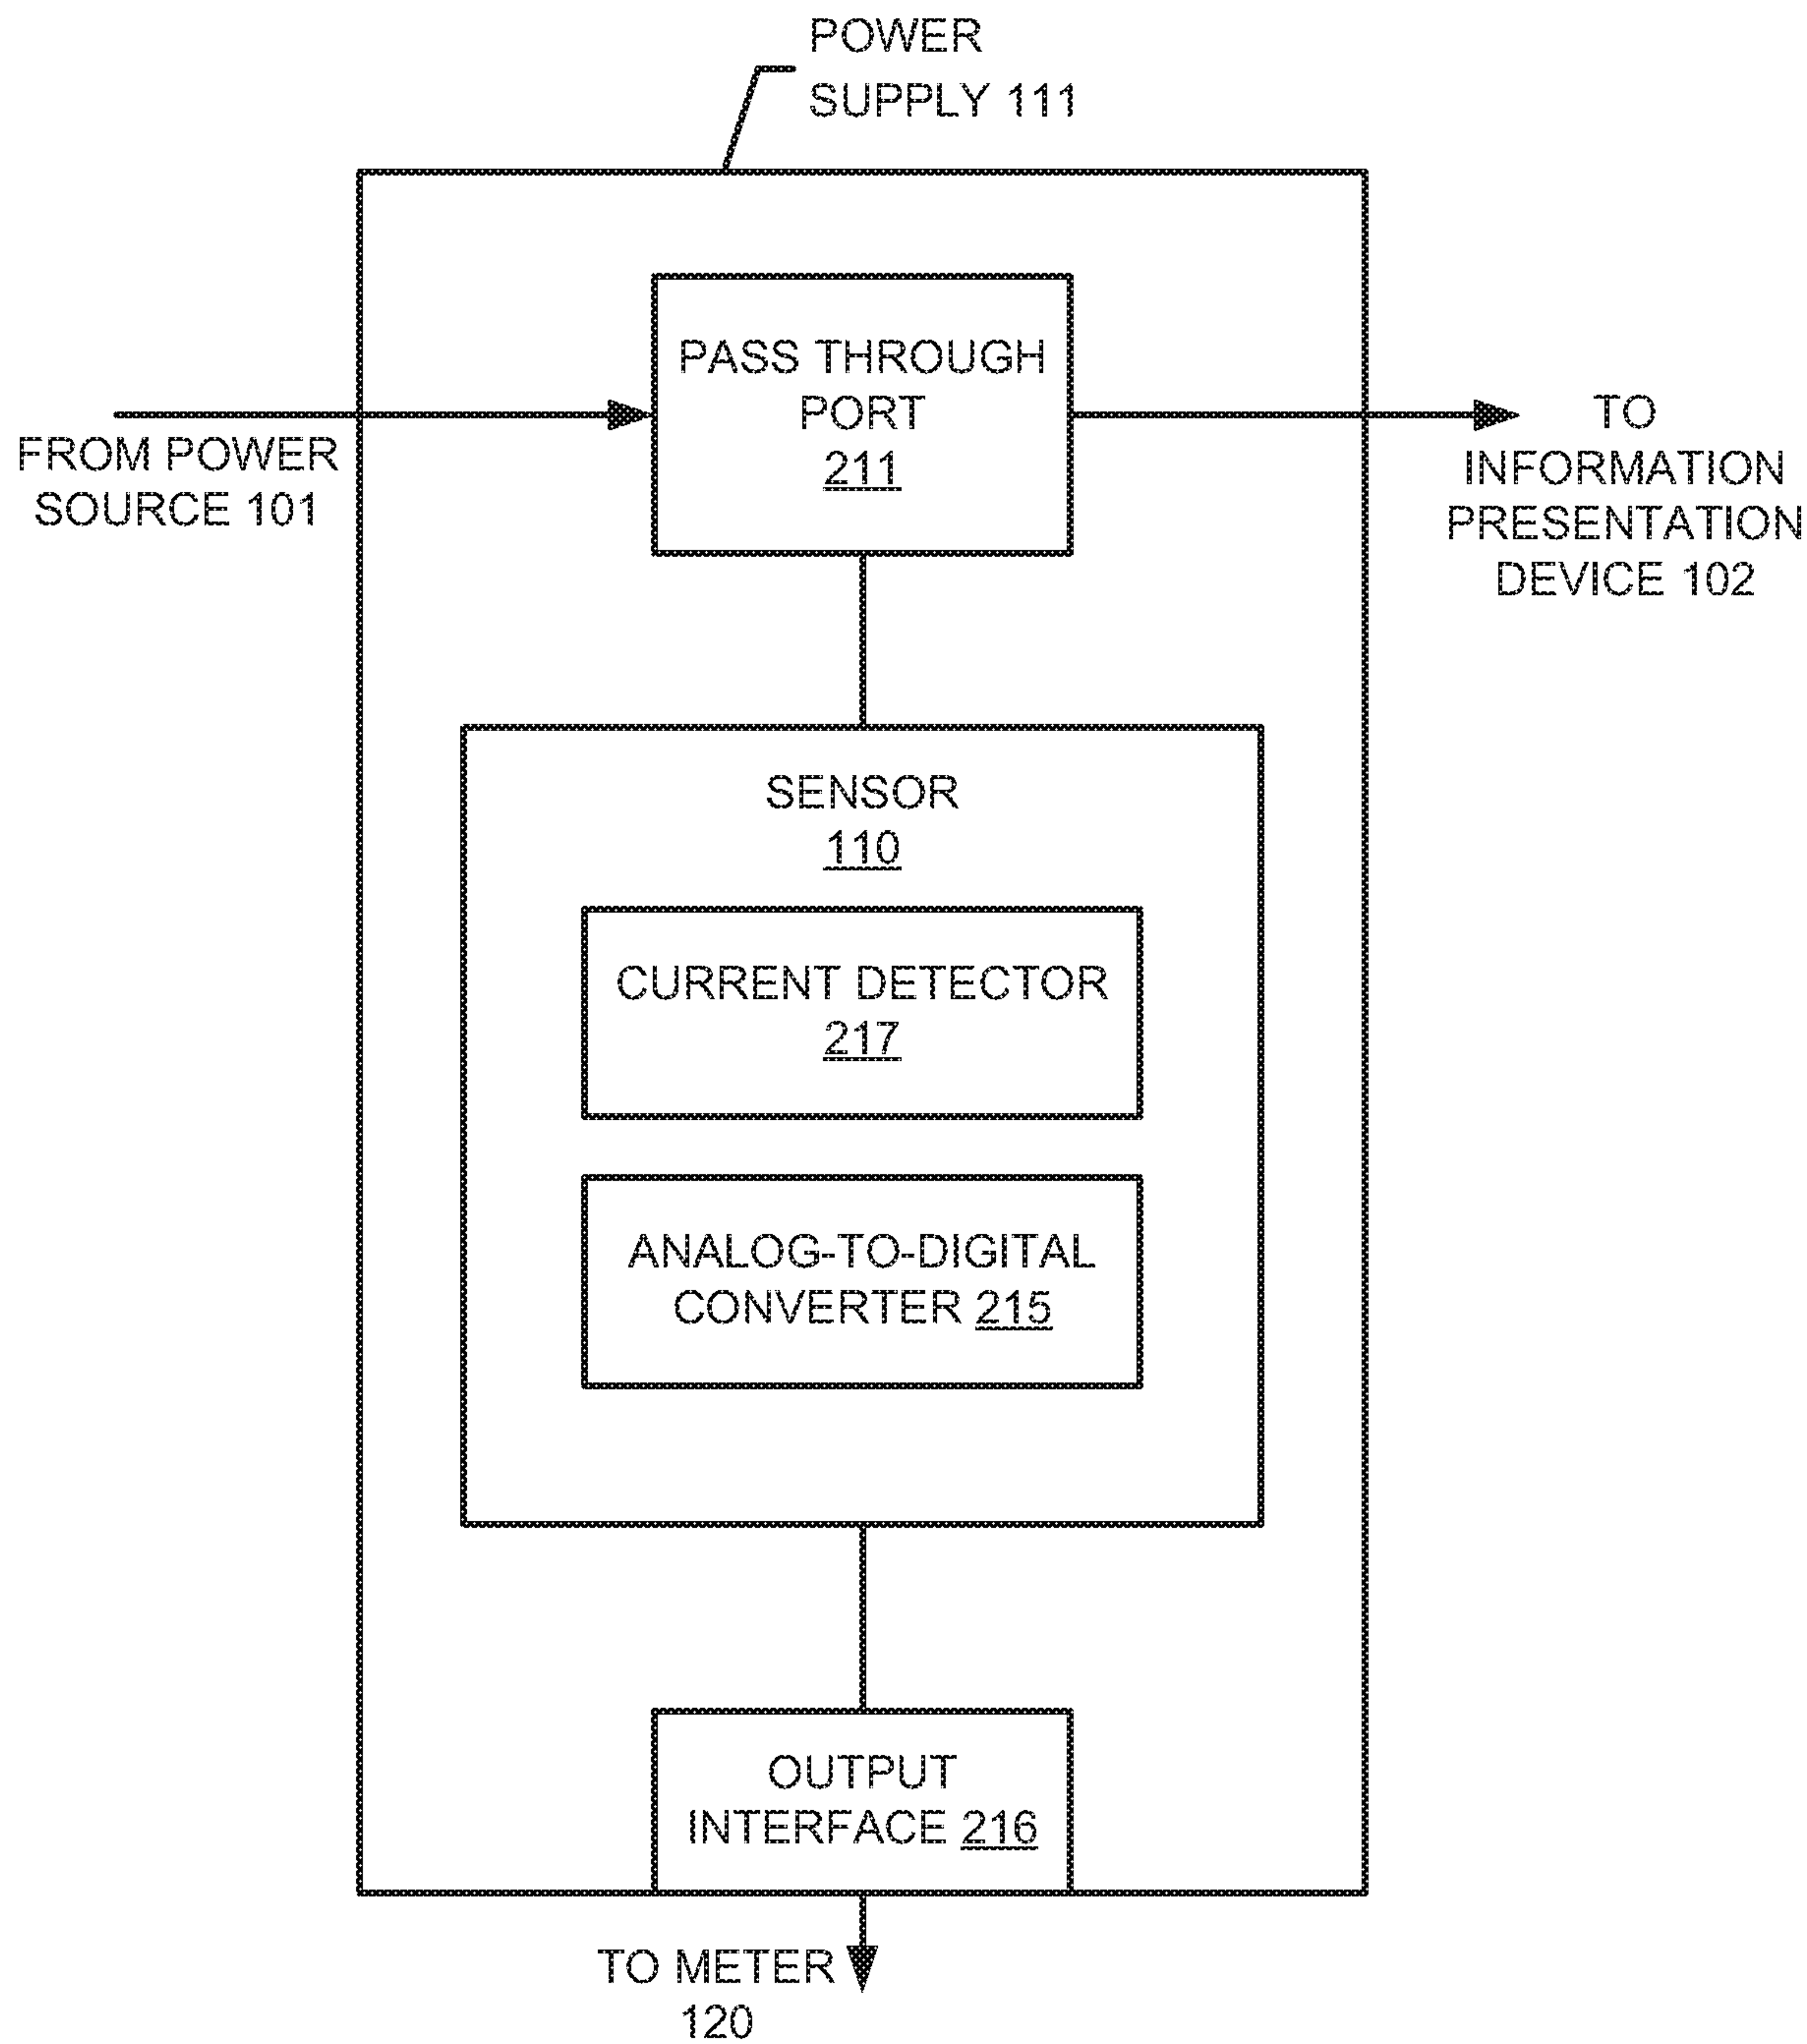 POWER
SUPPLY 111
PASS THROUGH
PORT
211
FROM POWER
SOURCE 101
TO
INFORMATION
PRESENTATION
DEVICE 102
SENSOR
110
CURRENT DETECTOR
217
ANALOG-TO-DIGITAL
CONVERTER 215
OUTPUT
INTERFACE 216
TO METER
120